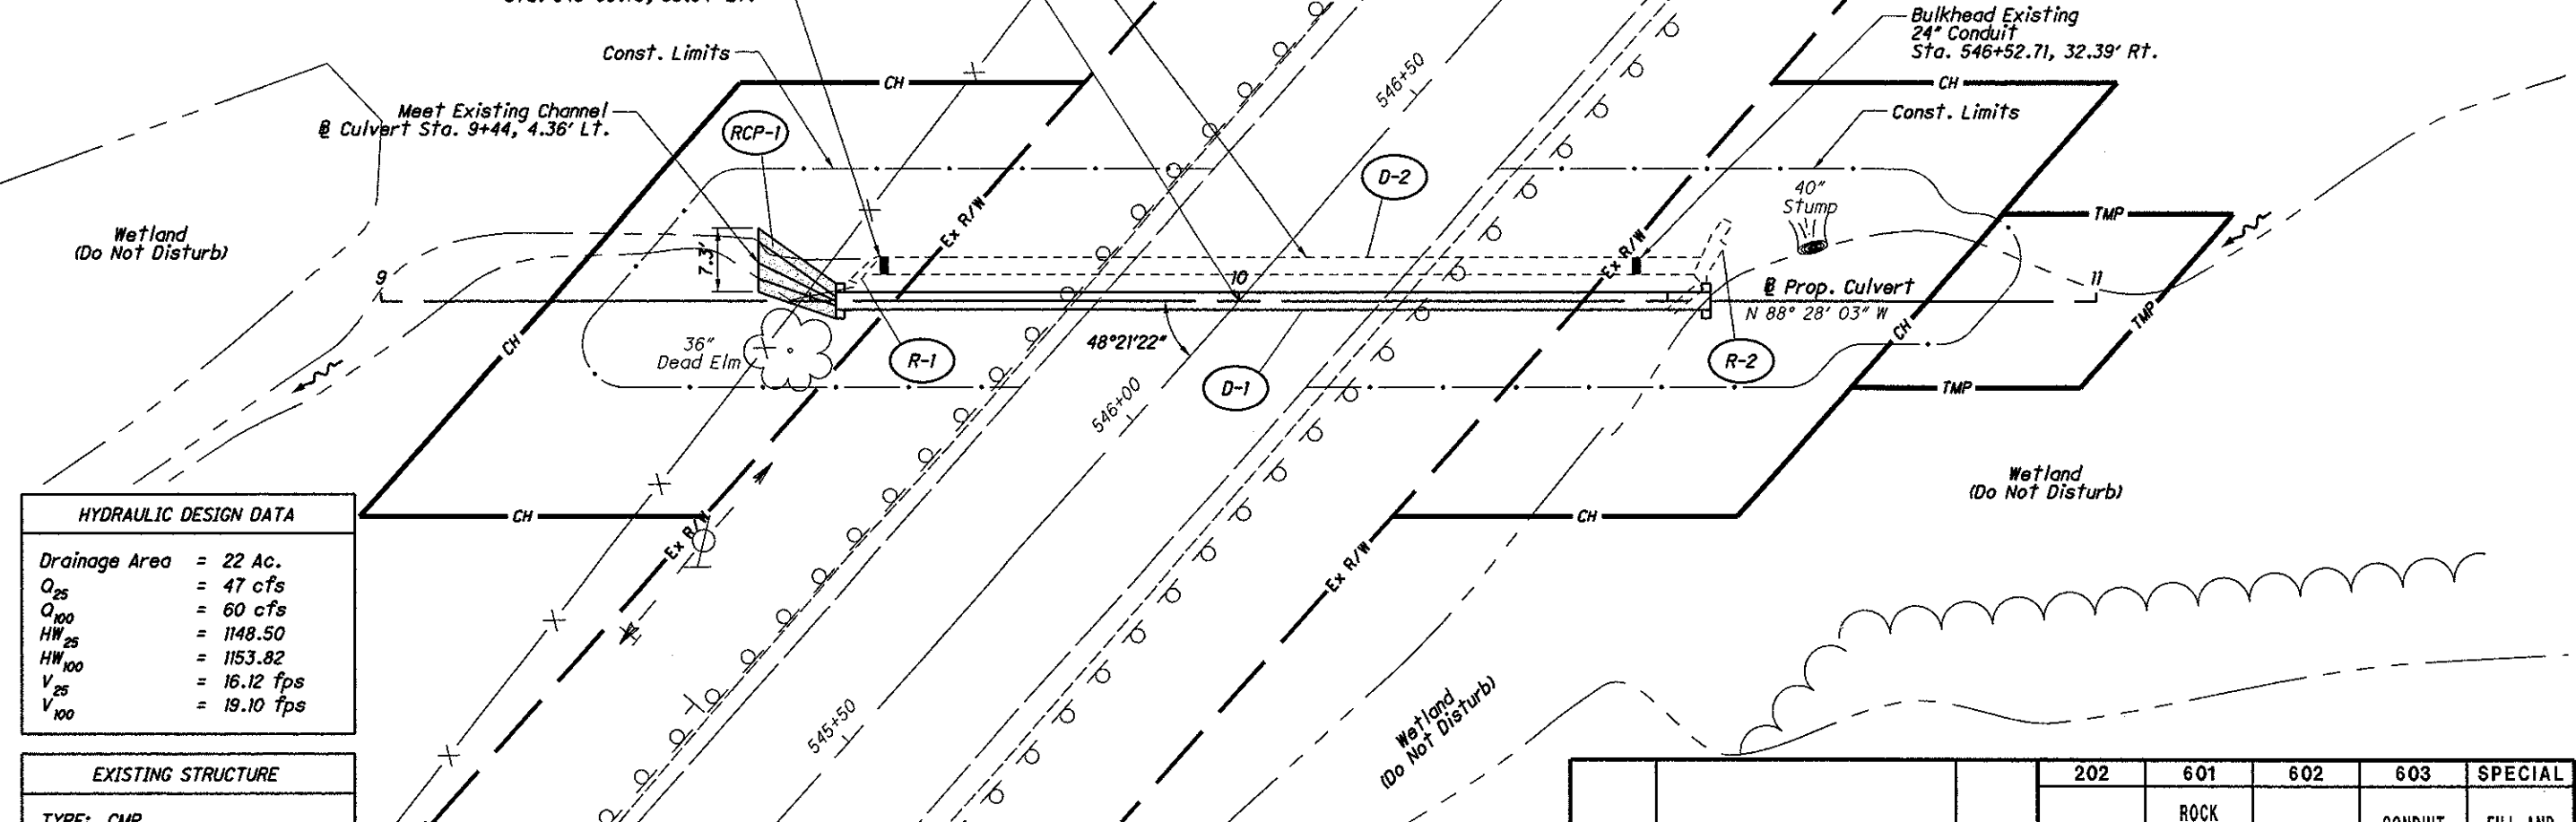 Const. Limits
Meet Existing Channel
℄ Culvert Sta. 9+44, 4.36' Lt.
RCP-1
CH
546+50
Bulkhead Existing
24" Conduit
Sta. 546+52.71, 32.39' Rt.
CH
Const. Limits
D-2
40"
Stump
TMP
Wetland
(Do Not Disturb)
7.3'
Ex R/W
Ex R/W
9
10
11
℄ Prop. Culvert
N 88° 28' 03" W
CH
TMP
CH
36"
Dead Elm
R-1
48°21'22"
D-1
R-2
TMP
546+00
CH
Ex R/W
CH
Ex R/W
Wetland
(Do Not Disturb)
545+50
Wetland
(Do Not Disturb)
HYDRAULIC DESIGN DATA
Drainage Area = 22 Ac.
Q25 = 47 cfs
Q100 = 60 cfs
HW25 = 1148.50
HW100 = 1153.82
V25 = 16.12 fps
V100 = 19.10 fps
EXISTING STRUCTURE
TYPE: CMP
202 601 602 603 SPECIAL
ROCK
CONDUIT FILL AND